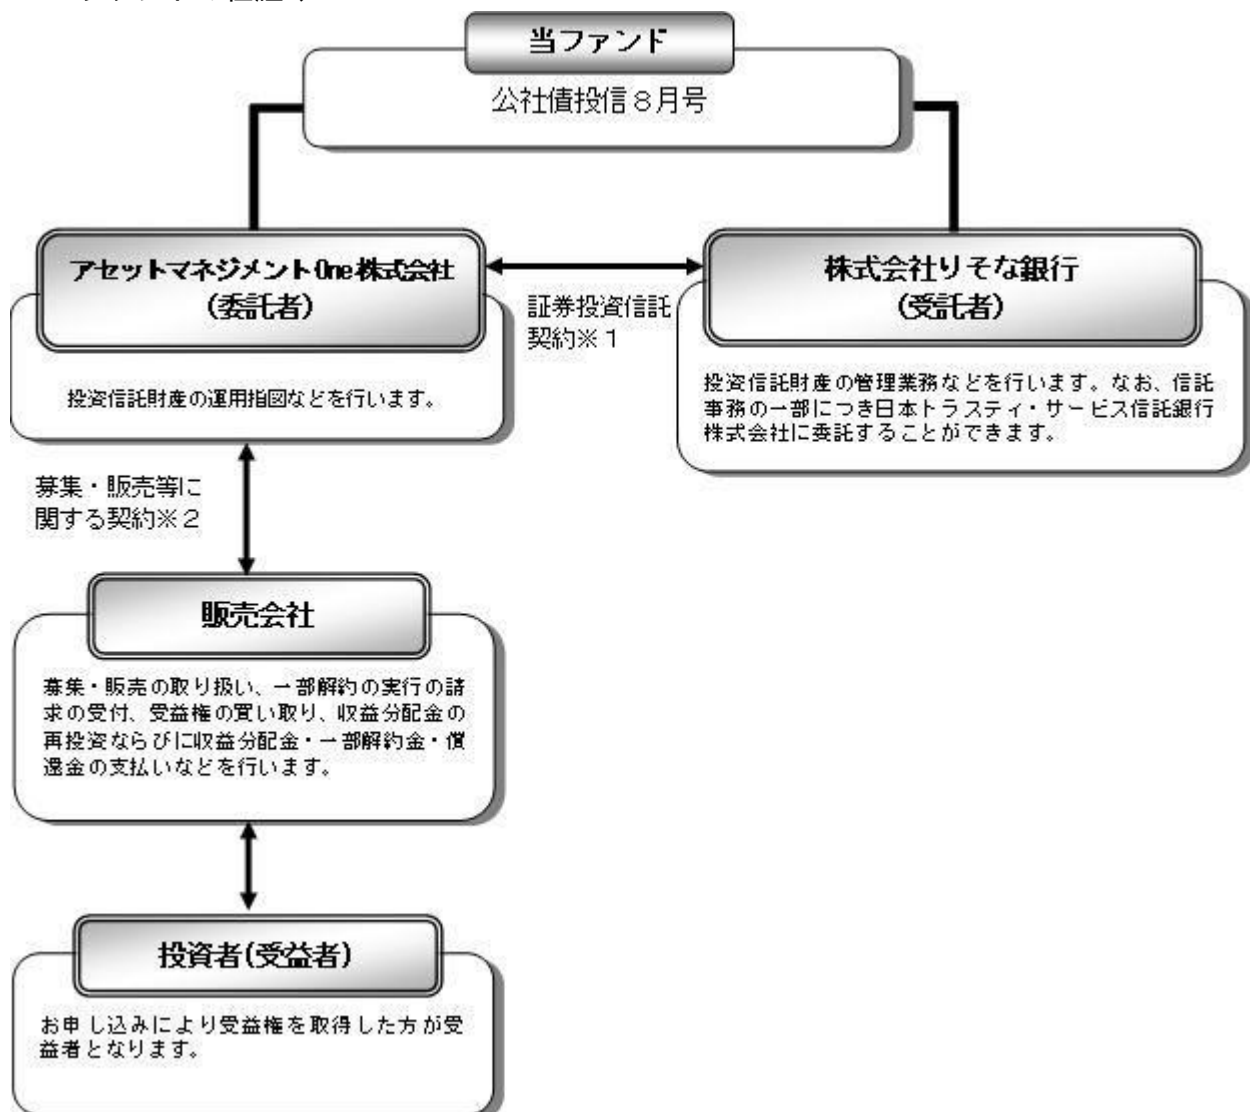 当ファンド
公社債投信８月号
アセットマネジメントOne株式会社
(委託者)
投資信託財産の運用指図などを行います。
証券投資信託
契約※１
株式会社りそな銀行
(受託者)
投資信託財産の管理業務などを行います。なお、信託
事務の一部につき日本トラスティ・サービス信託銀行
株式会社に委託することができます。
募集・販売等に
関する契約※２
販売会社
募集・販売の取り扱い、一部解約の実行の請
求の受付、受益権の買い取り、収益分配金の
再投資ならびに収益分配金・一部解約金・償
還金の支払いなどを行います。
投資者(受益者)
お申し込みにより受益権を取得した方が受
益者となります。